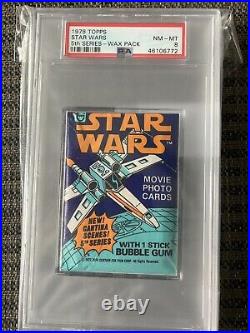 1978 TOPPS
STAR WARS
5th SERIES-WAX PACK
NM-MT
8
PSA
46106772
STAR
WARS
MOVIE
PHOTO
CARDS
NEW!
CANTINA
SCENES!
5TH SERIES
WITH 1 STICK
BUBBLE GUM